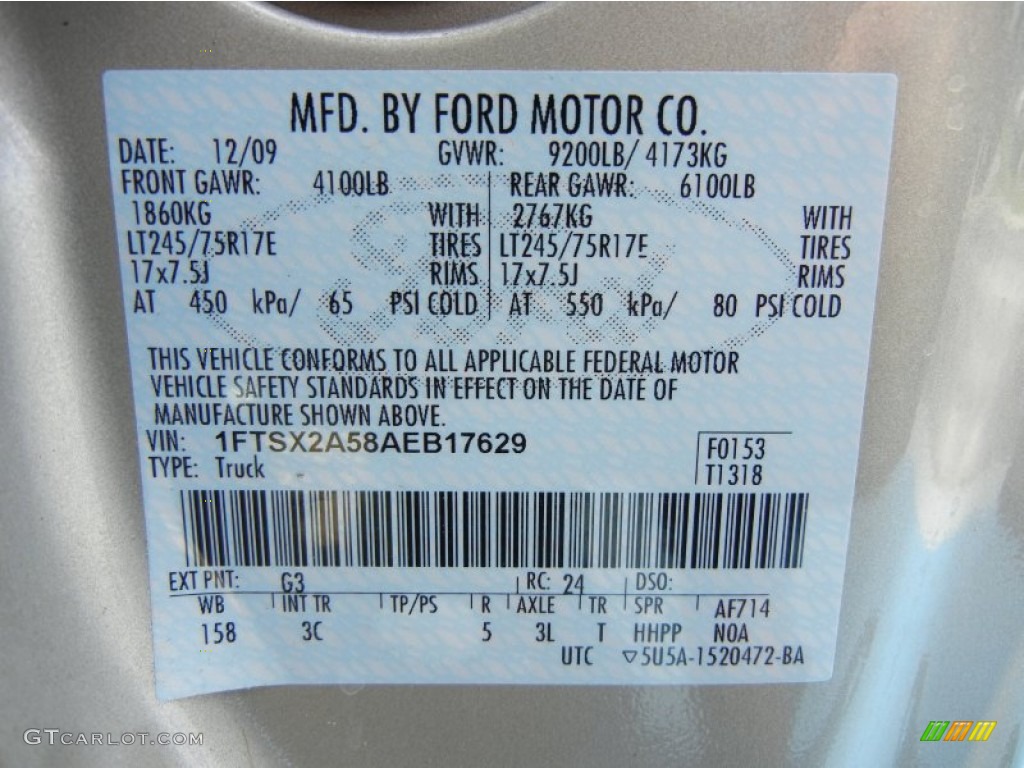 MFD. BY FORD MOTOR CO.
DATE: 12/09 GVWR: 9200LB/ 4173KG
FRONT GAWR: 4100LB REAR GAWR: 6100LB
1860KG WITH 2767KG WITH
LT245/75R17E TIRES LT245/75R17E TIRES
17x7.5J RIMS 17x7.5J RIMS
AT 450 kPa/ 65 PSI COLD AT 550 kPa/ 80 PSI COLD
THIS VEHICLE CONFORMS TO ALL APPLICABLE FEDERAL MOTOR
VEHICLE SAFETY STANDARDS IN EFFECT ON THE DATE OF
MANUFACTURE SHOWN ABOVE.
VIN: 1FTSX2A58AEB17629
F0153
TYPE: Truck T1318
EXT PNT: G3 RC: 24 DSO:
WB INT TR TP/PS R AXLE TR SPR AF714
158 3C 5 3L T HHPP NOA
UTC ▽5U5A-1520472-BA
GTCARLOT.COM